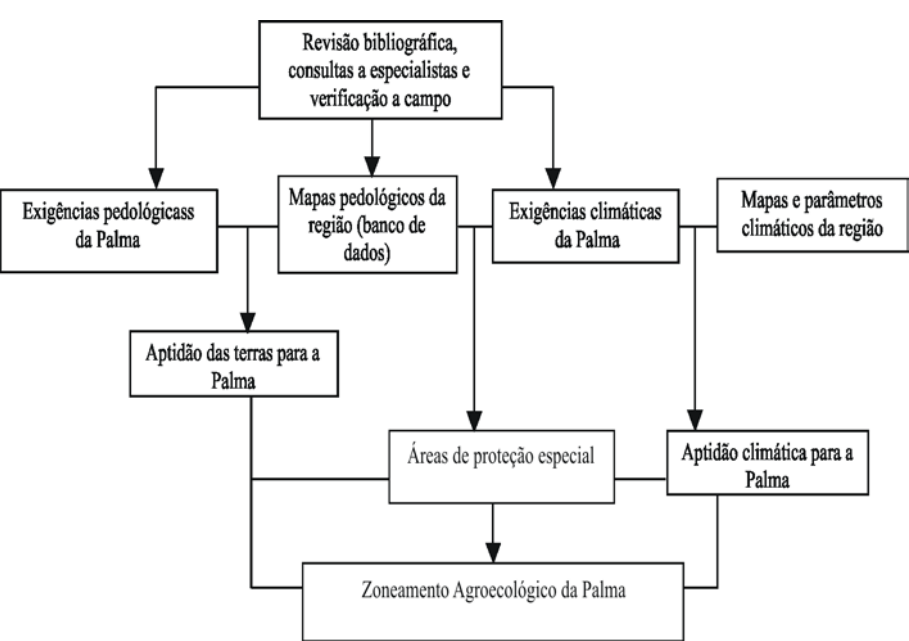 Revisão bibliográfica,
consultas a especialistas e
verificação a campo
Exigências pedológicass
da Palma
Mapas pedológicos da
região (banco de
dados)
Exigências climáticas
da Palma
Mapas e parâmetros
climáticos da região
Aptidão das terras para a
Palma
Áreas de proteção especial
Aptidão climática para a
Palma
Zoneamento Agroecológico da Palma